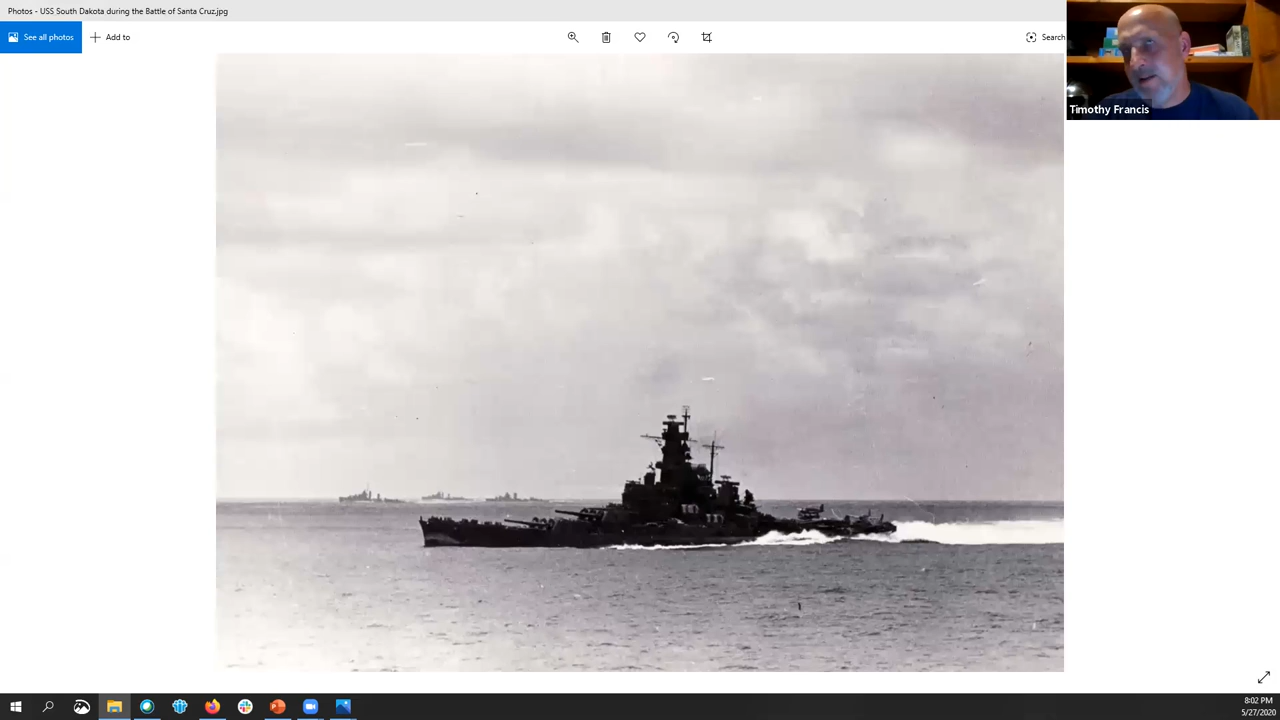 Photos - USS South Dakota during the Battle of Santa Cruz.jpg
See all photos
Add to
Search
Timothy Francis
8:02 PM
5/27/2020